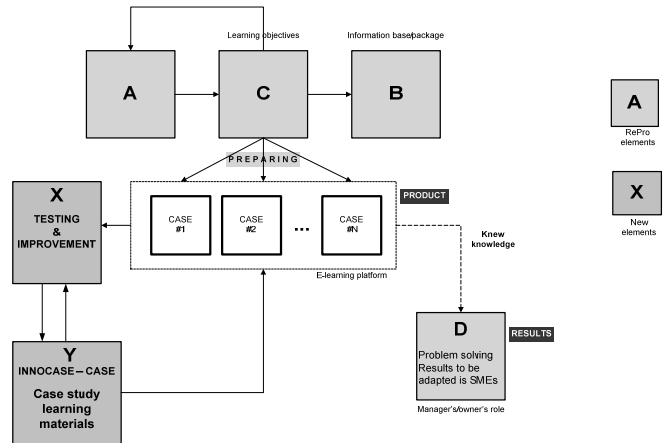 Learning objectives
Information base/package
A
C
B
A
RePro
elements
PREPARING
X
TESTING
&
IMPROVEMENT
PRODUCT
X
New
elements
CASE
#1
CASE
#2
...
CASE
#N
Knew
knowledge
E-learning platform
D
Problem solving
Results to be
adapted is SMEs
RESULTS
Manager's/owner's role
Y
INNOCASE – CASE
Case study
learning
materials